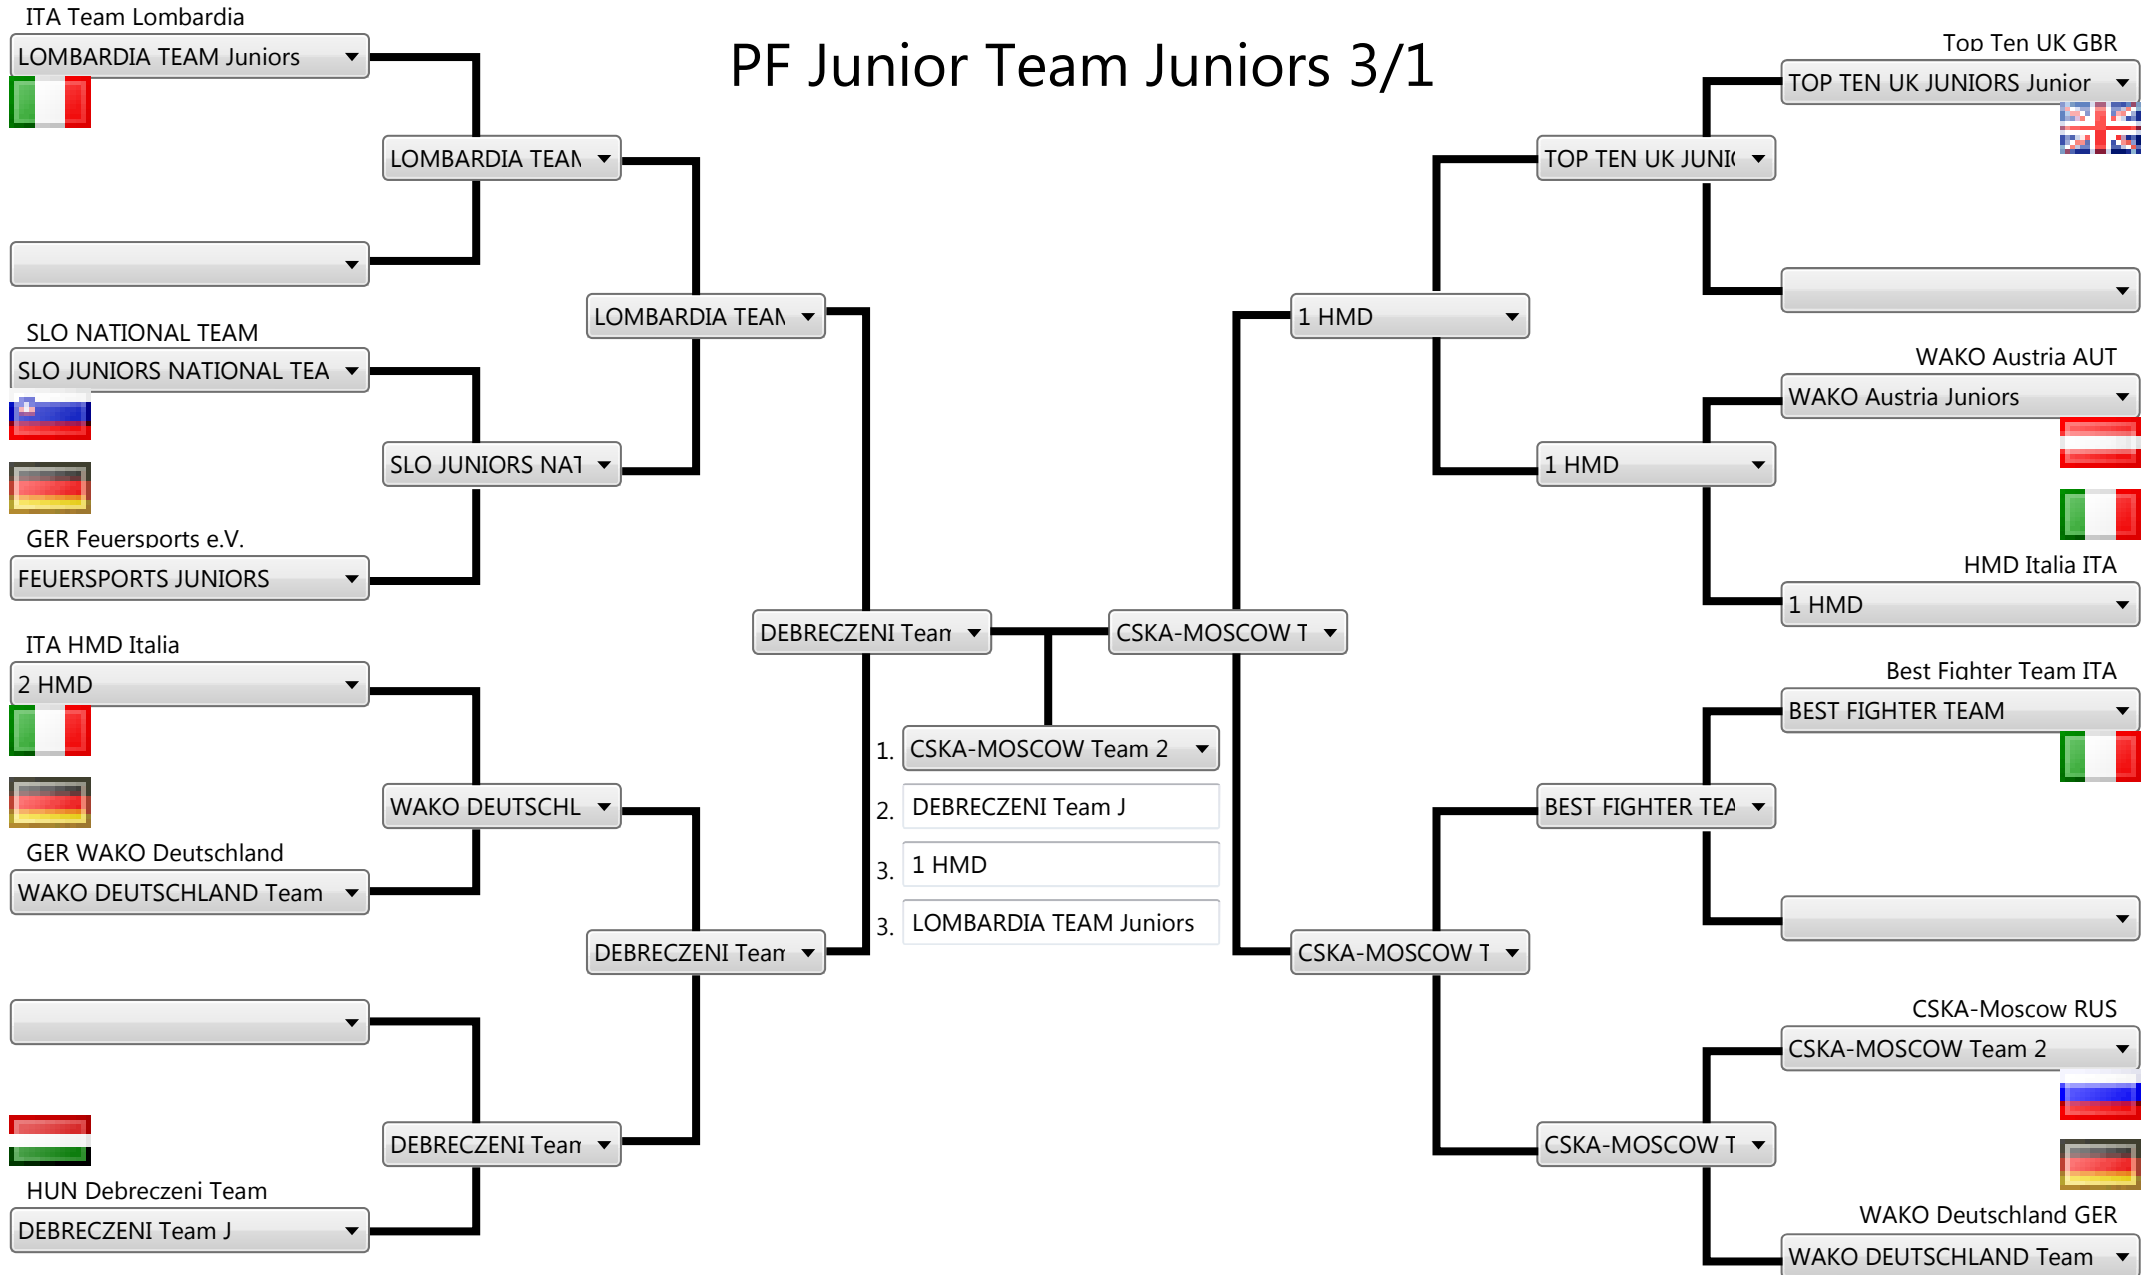 PF Junior Team Juniors 3/1
ITA Team Lombardia
LOMBARDIA TEAM Juniors
LOMBARDIA TEAM
SLO NATIONAL TEAM
SLO JUNIORS NATIONAL TEA
SLO JUNIORS NAT
GER Feuersports e.V.
FEUERSPORTS JUNIORS
LOMBARDIA TEAM
ITA HMD Italia
2 HMD
WAKO DEUTSCHL
GER WAKO Deutschland
WAKO DEUTSCHLAND Team
DEBRECZENI Team
DEBRECZENI Team
HUN Debreczeni Team
DEBRECZENI Team J
DEBRECZENI Team
CSKA-MOSCOW T
1. CSKA-MOSCOW Team 2
2. DEBRECZENI Team J
3. 1 HMD
3. LOMBARDIA TEAM Juniors
Top Ten UK GBR
TOP TEN UK JUNIORS Junior
TOP TEN UK JUNI
1 HMD
WAKO Austria AUT
WAKO Austria Juniors
1 HMD
HMD Italia ITA
1 HMD
Best Fighter Team ITA
BEST FIGHTER TEAM
BEST FIGHTER TEA
CSKA-MOSCOW T
CSKA-Moscow RUS
CSKA-MOSCOW Team 2
CSKA-MOSCOW T
WAKO Deutschland GER
WAKO DEUTSCHLAND Team